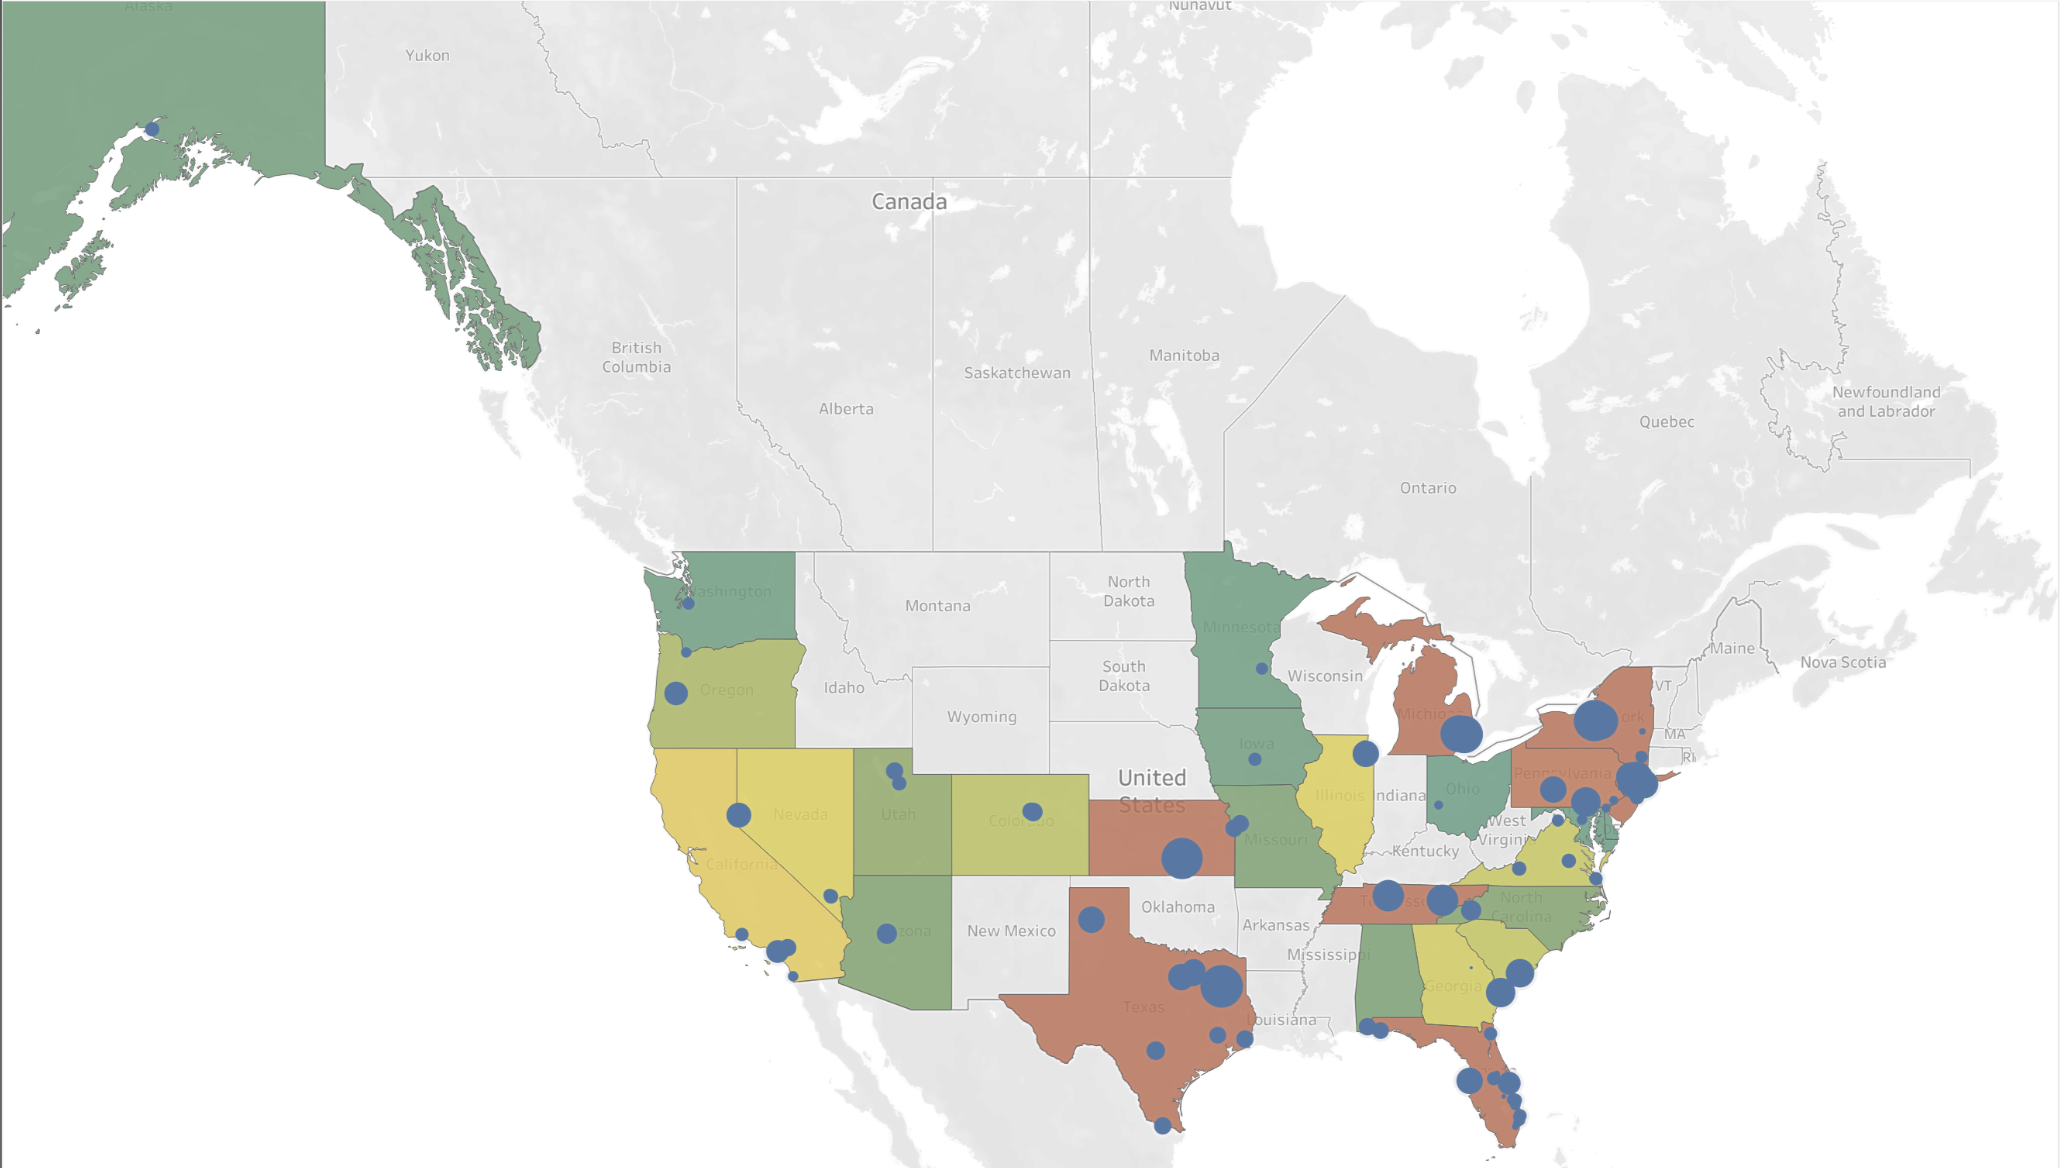 Alaska
Nunavut
Yukon
Canada
British
Columbia
Alberta
Saskatchewan
Manitoba
Ontario
Quebec
Newfoundland
and Labrador
Nova Scotia
Maine
VT
MA
RI
Washington
Montana
North
Dakota
Minnesota
South
Dakota
Wisconsin
Michigan
Oregon
Idaho
Wyoming
Iowa
United
States
Nevada
Utah
Colorado
California
Illinois
Indiana
Ohio
Pennsylvania
West
Virginia
Missouri
Kentucky
Oklahoma
Arkansas
New Mexico
North
Carolina
Mississippi
Georgia
Texas
Louisiana